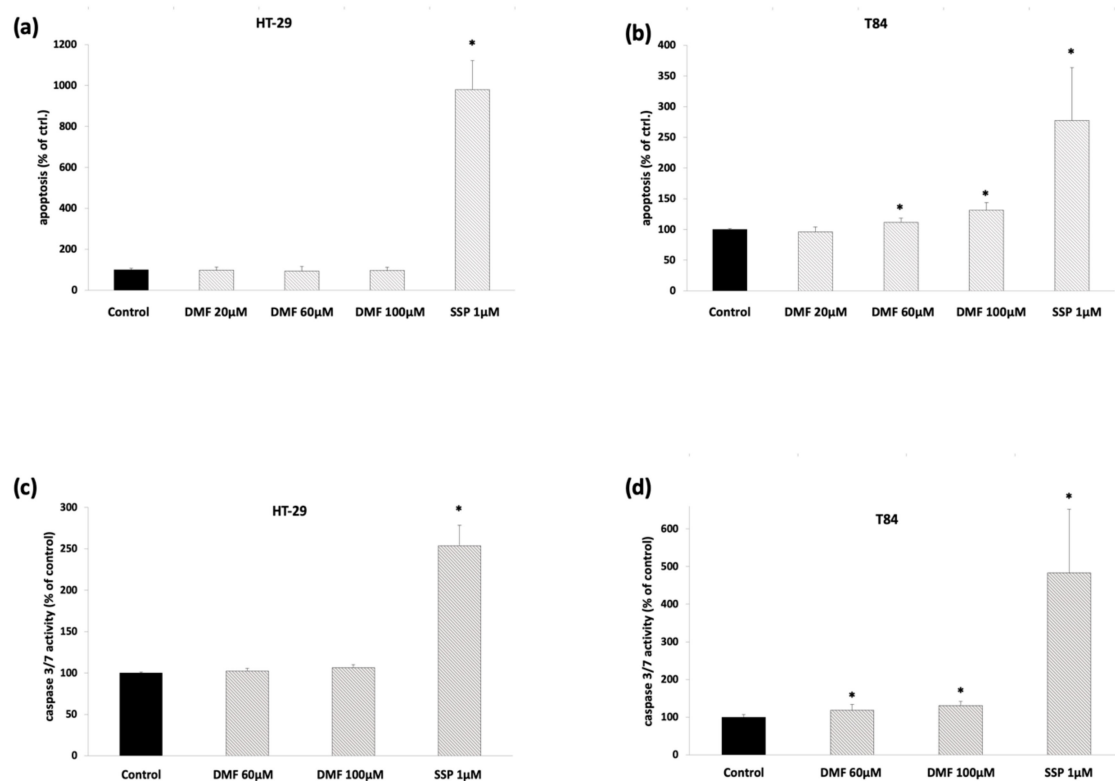 (a)
HT-29
apoptosis (% of ctrl.)
1200
*
1000
800
600
400
200
0
Control DMF 20µM DMF 60µM DMF 100µM SSP 1µM
(b)
T84
apoptosis (% of ctrl.)
400
*
350
300
250
200
150
* *
100
50
0
Control DMF 20µM DMF 60µM DMF 100µM SSP 1µM
(c)
HT-29
caspase 3/7 activity (% of control)
300
*
250
200
150
100
50
0
Control DMF 60µM DMF 100µM SSP 1µM
(d)
T84
caspase 3/7 activity (% of control)
*
600
500
400
300
200
* *
100
0
Control DMF 60µM DMF 100µM SSP 1µM